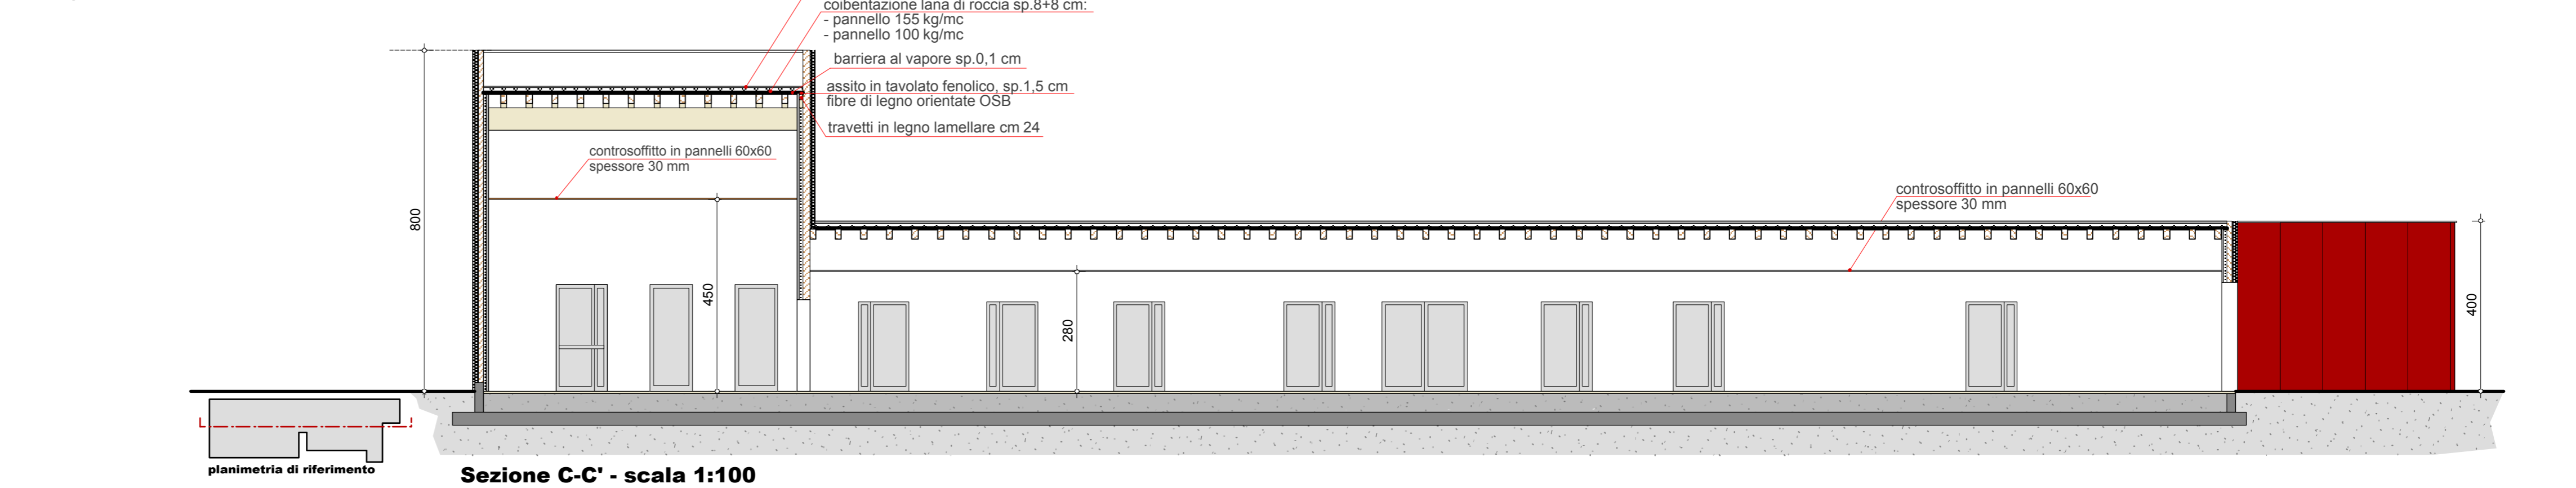 coibentazione lana di roccia sp.8+8 cm:
- pannello 155 kg/mc
- pannello 100 kg/mc
barriera al vapore sp.0,1 cm
assito in tavolato fenolico, sp.1,5 cm
fibre di legno orientate OSB
travetti in legno lamellare cm 24
controsoffitto in pannelli 60x60
spessore 30 mm
controsoffitto in pannelli 60x60
spessore 30 mm
800
450
280
400
planimetria di riferimento
Sezione C-C' - scala 1:100